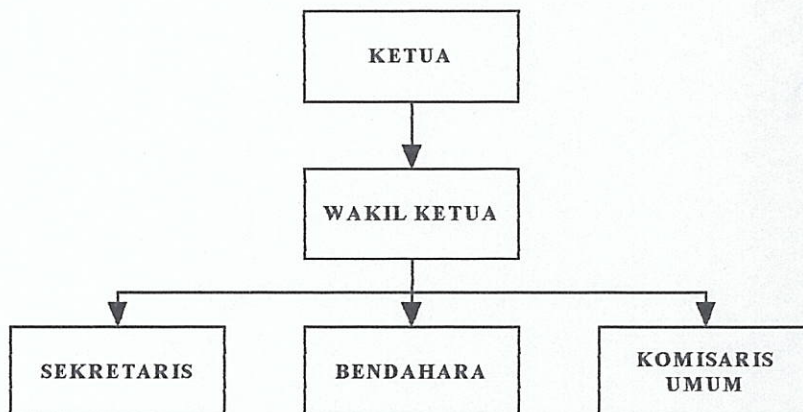 KETUA
WAKIL KETUA
SEKRETARIS
BENDAHARA
KOMISARIS
UMUM